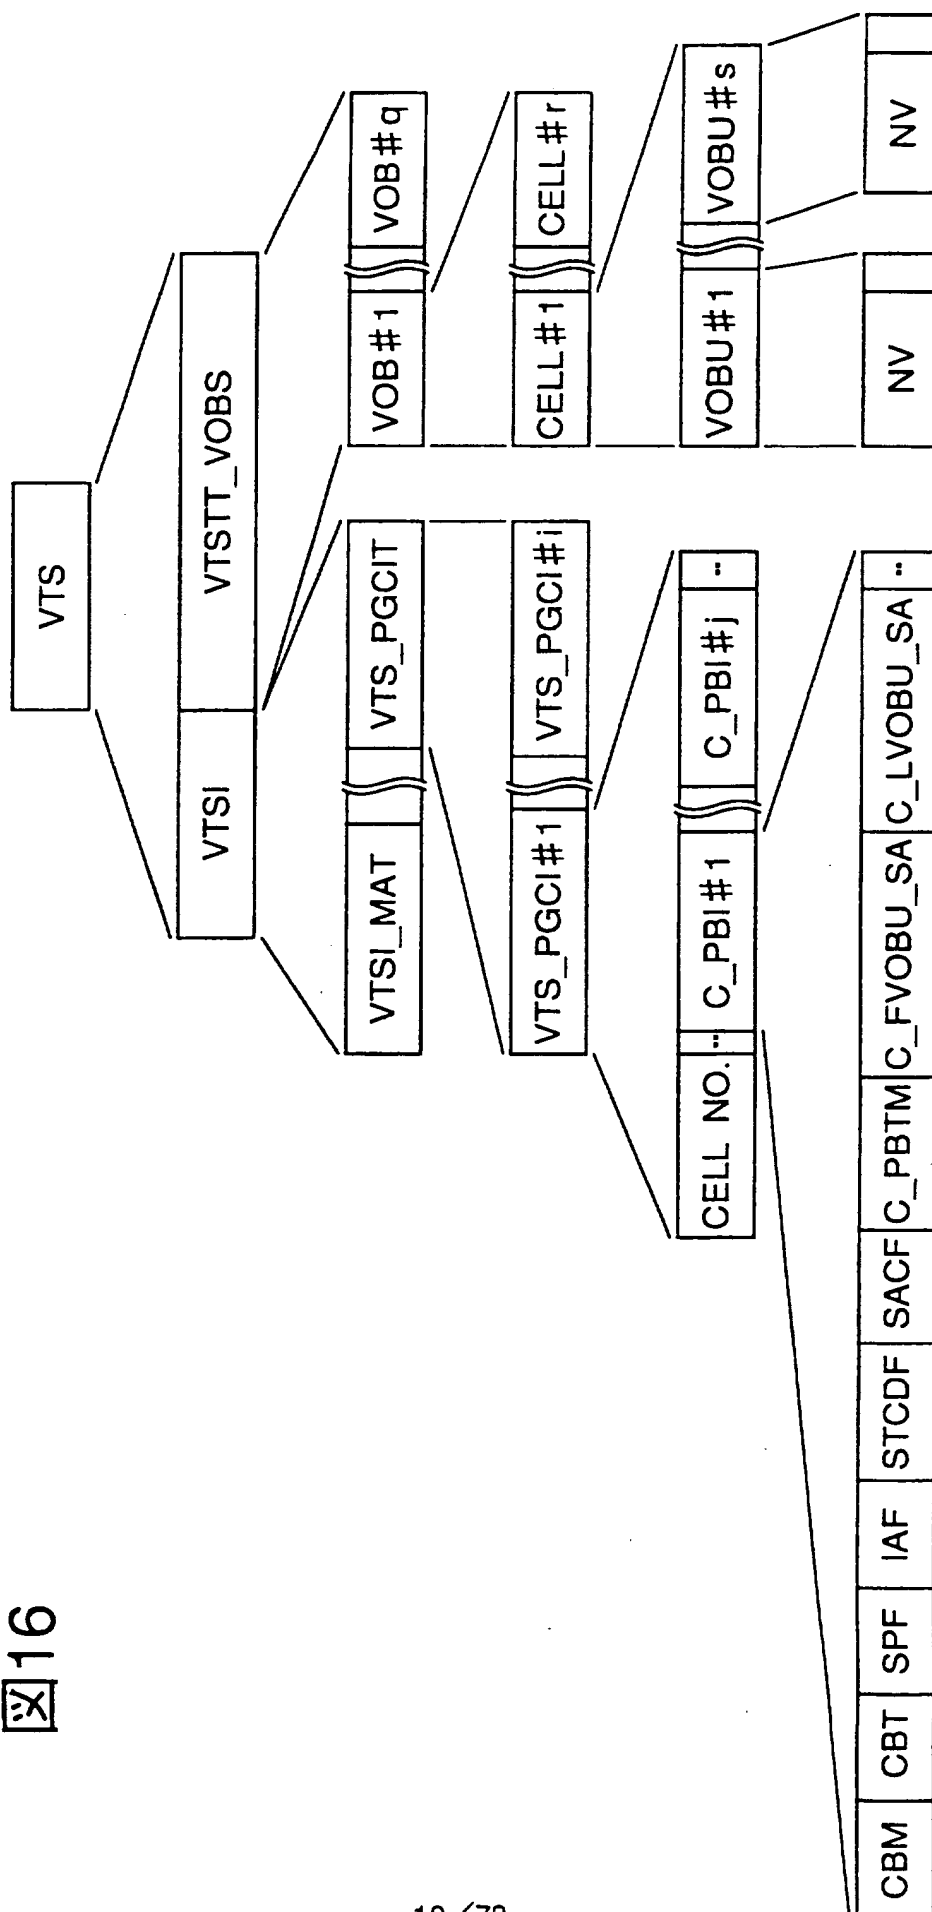 図16
VTS
VTSI VTSTT_VOBS
VTSI_MAT VTS_PGCIT VOB#1 VOB#q
VTS_PGCI#1 VTS_PGCI#i CELL#1 CELL#r
CELL NO. -- C_PBI#1 C_PBI#j -- VOBU#1 VOBU#s
CBM CBT SPF IAF STCDF SACF C_PBTM C_FVOBU_SA C_LVOBU_SA -- NV NV